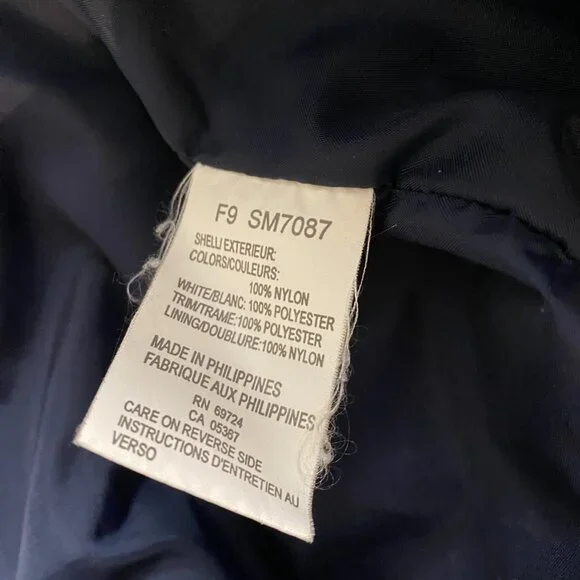 F9 SM7087
SHELL/EXTERIEUR:
COLORS/COULEURS:
100% NYLON
WHITE/BLANC: 100% POLYESTER
TRIM/TRAME:100% POLYESTER
LINING/DOUBLURE:100% NYLON
MADE IN PHILIPPINES
FABRIQUE AUX PHILIPPINES
RN 69724
CA 05387
CARE ON REVERSE SIDE
INSTRUCTIONS D'ENTRETIEN AU
VERSO